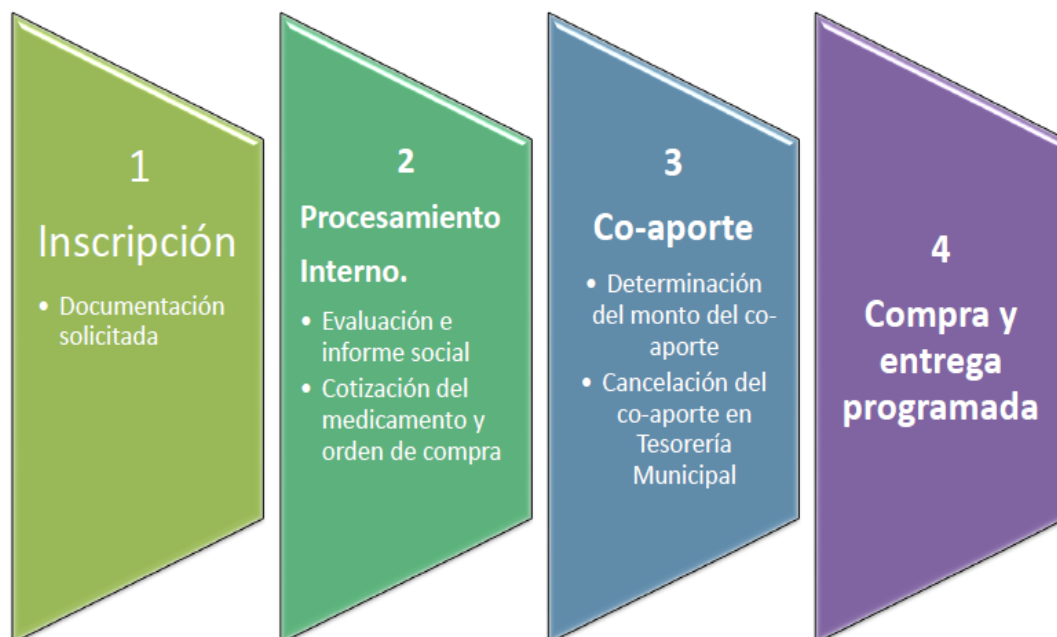 1
Inscripción
• Documentación
solicitada
2
Procesamiento
Interno.
• Evaluación e
informe social
• Cotización del
medicamento y
orden de compra
3
Co-aporte
• Determinación
del monto del co-
aporte
• Cancelación del
co-aporte en
Tesorería
Municipal
4
Compra y
entrega
programada